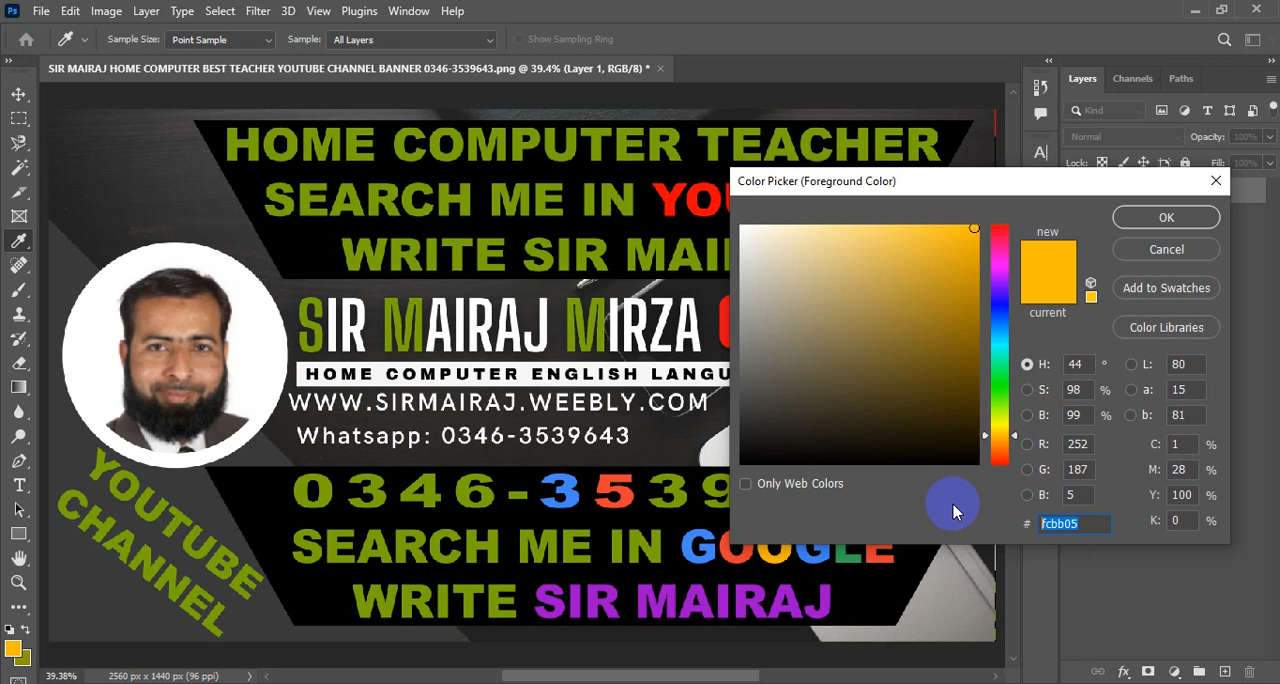 Ps File Edit Image Layer Type Select Filter 3D View Plugins Window Help
Sample Size: Point Sample Sample: All Layers Show Sampling Ring
SIR MAIRAJ HOME COMPUTER BEST TEACHER YOUTUBE CHANNEL BANNER 0346-3539643.png @ 39.4% (Layer 1, RGB/8) *
Layers Channels Paths
Kind
Normal Opacity: 100%
Lock: Fill: 100%
HOME COMPUTER TEACHER
SEARCH ME IN YO
WRITE SIR MAI
SIR MAIRAJ MIRZA
HOME COMPUTER ENGLISH LANGU
WWW.SIRMAIRAJ.WEEBLY.COM
Whatsapp: 0346-3539643
YOUTUBE
CHANNEL
0346-3539
SEARCH ME IN GOOGLE
WRITE SIR MAIRAJ
Color Picker (Foreground Color)
new
current
OK
Cancel
Add to Swatches
Color Libraries
H: 44 ° L: 80
S: 98 % a: 15
B: 99 % b: 81
R: 252 C: 1 %
G: 187 M: 28 %
B: 5 Y: 100 %
# fcbb05 K: 0 %
Only Web Colors
39.38% 2560 px x 1440 px (96 ppi)